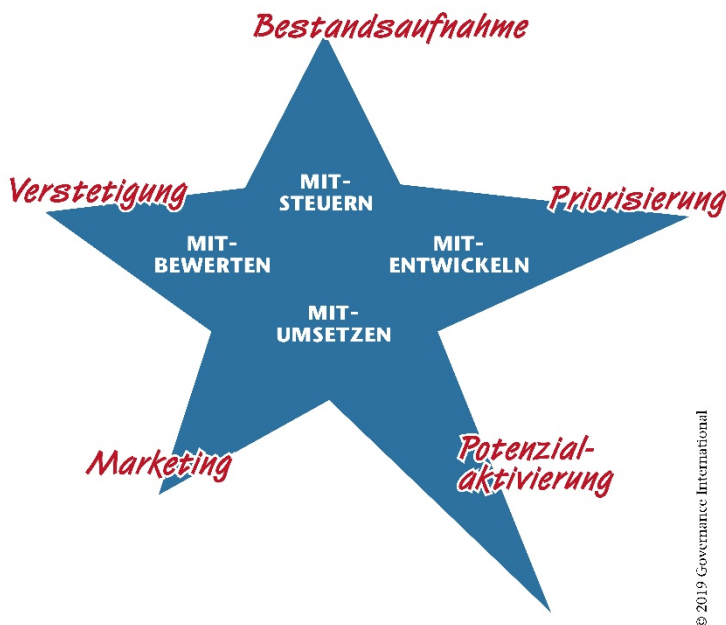 Bestandsaufnahme
Verstetigung
Priorisierung
MIT-
STEUERN
MIT-
BEWERTEN
MIT-
ENTWICKELN
MIT-
UMSETZEN
Marketing
Potenzial-
aktivierung
© 2019 Governance International